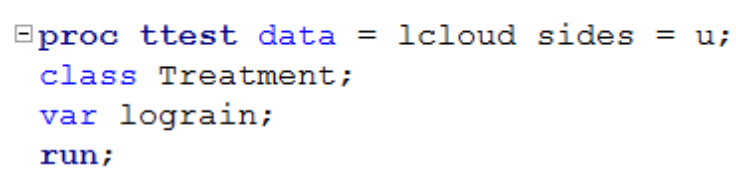 proc ttest data = lcloud sides = u;
class Treatment;
var lograin;
run;